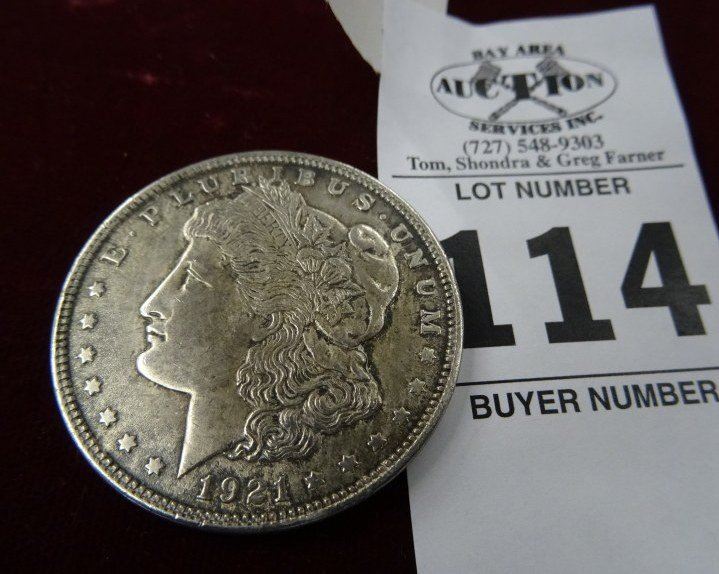 E·PLURIBUS·UNUM
1921
BAY AREA
AUCTION
SERVICES INC.
(727) 548-9303
Tom, Shondra & Greg Farner
LOT NUMBER
114
BUYER NUMBER